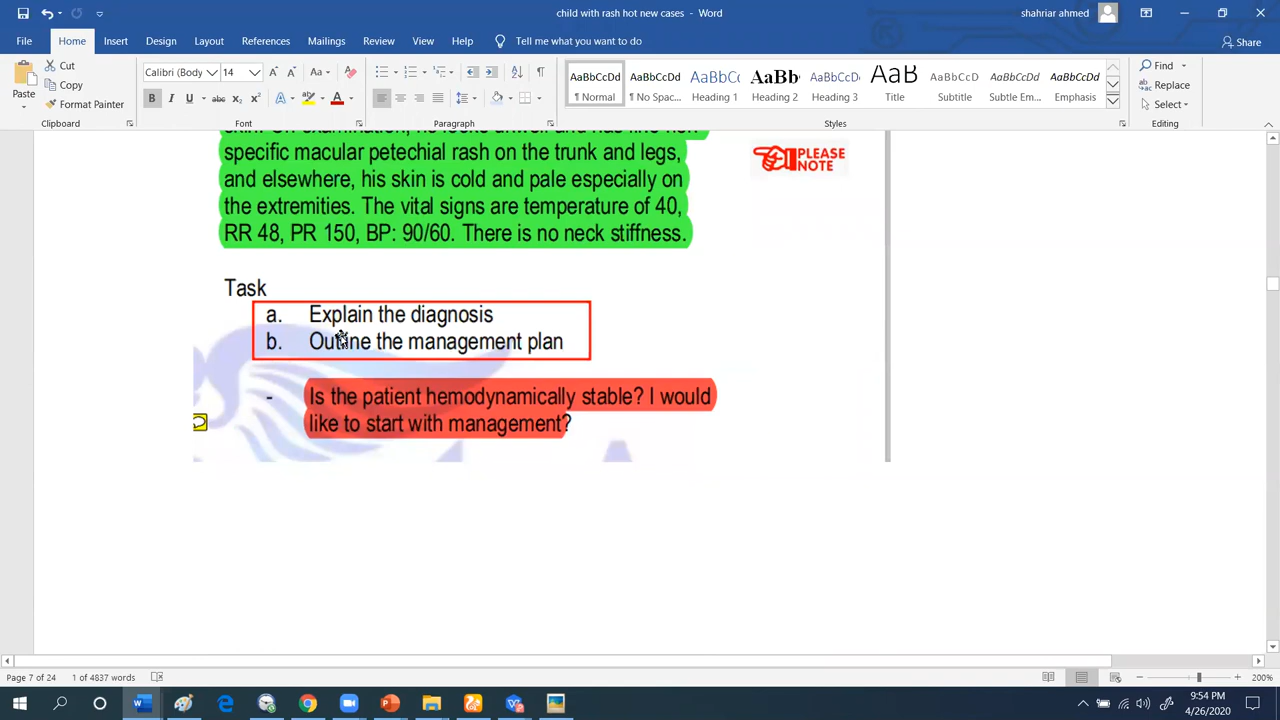 child with rash hot new cases - Word
shahriar ahmed
File Home Insert Design Layout References Mailings Review View Help Tell me what you want to do Share
Paste Cut Copy Format Painter
Calibri (Body 14
AaBbCcDd AaBbCcDd AaBbCc AaBb AaBbCcDd AaB AaBbCcDd AaBbCcDd AaBbCcDd
¶ Normal ¶ No Spac... Heading 1 Heading 2 Heading 3 Title Subtitle Subtle Em... Emphasis
Find Replace Select
Clipboard Font Paragraph Styles Editing
specific macular petechial rash on the trunk and legs,
and elsewhere, his skin is cold and pale especially on
the extremities. The vital signs are temperature of 40,
RR 48, PR 150, BP: 90/60. There is no neck stiffness.
PLEASE
NOTE
Task
a. Explain the diagnosis
b. Outline the management plan
- Is the patient hemodynamically stable? I would
like to start with management?
Page 7 of 24 1 of 4837 words 200%
9:54 PM
4/26/2020